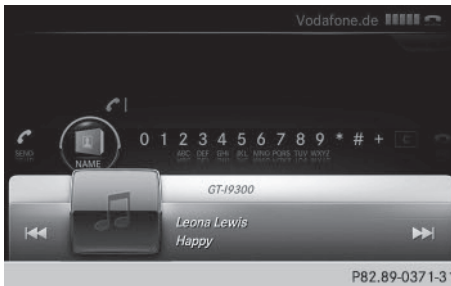 Vodafone.de
0 1 2 3 4 5 6 7 8 9 * # +
SEND NAME ABC DEF GHI JKL MNO PQRS TUV WXYZ
GT-I9300
Leona Lewis
Happy
P82.89-0371-31